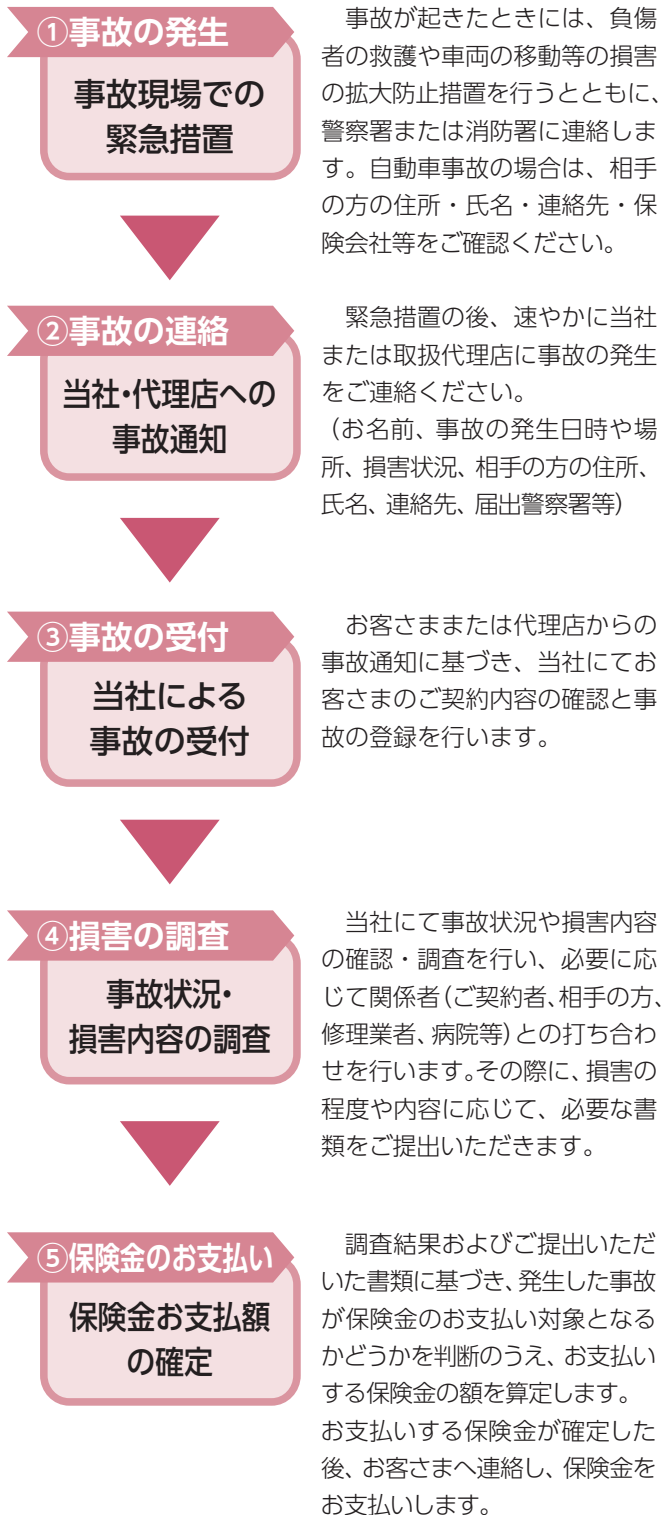 ①事故の発生
事故現場での
緊急措置
　事故が起きたときには、負傷
者の救護や車両の移動等の損害
の拡大防止措置を行うとともに、
警察署または消防署に連絡しま
す。自動車事故の場合は、相手
の方の住所・氏名・連絡先・保
険会社等をご確認ください。
②事故の連絡
当社・代理店への
事故通知
　緊急措置の後、速やかに当社
または取扱代理店に事故の発生
をご連絡ください。
（お名前、事故の発生日時や場
所、損害状況、相手の方の住所、
氏名、連絡先、届出警察署等）
③事故の受付
当社による
事故の受付
　お客さままたは代理店からの
事故通知に基づき、当社にてお
客さまのご契約内容の確認と事
故の登録を行います。
④損害の調査
事故状況・
損害内容の調査
　当社にて事故状況や損害内容
の確認・調査を行い、必要に応
じて関係者（ご契約者、相手の方、
修理業者、病院等）との打ち合わ
せを行います。その際に、損害の
程度や内容に応じて、必要な書
類をご提出いただきます。
⑤保険金のお支払い
保険金お支払額
の確定
　調査結果およびご提出いただ
いた書類に基づき、発生した事故
が保険金のお支払い対象となる
かどうかを判断のうえ、お支払い
する保険金の額を算定します。
お支払いする保険金が確定した
後、お客さまへ連絡し、保険金を
お支払いします。